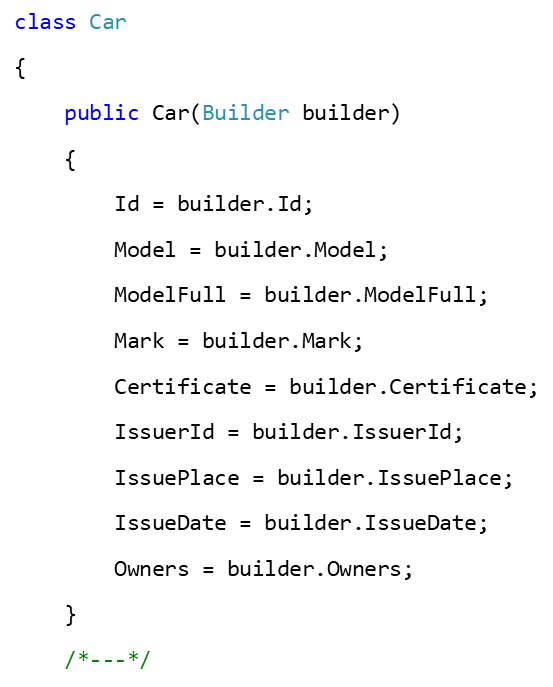 class Car
{
public Car(Builder builder)
{
Id = builder.Id;
Model = builder.Model;
ModelFull = builder.ModelFull;
Mark = builder.Mark;
Certificate = builder.Certificate;
IssuerId = builder.IssuerId;
IssuePlace = builder.IssuePlace;
IssueDate = builder.IssueDate;
Owners = builder.Owners;
}
/*---*/